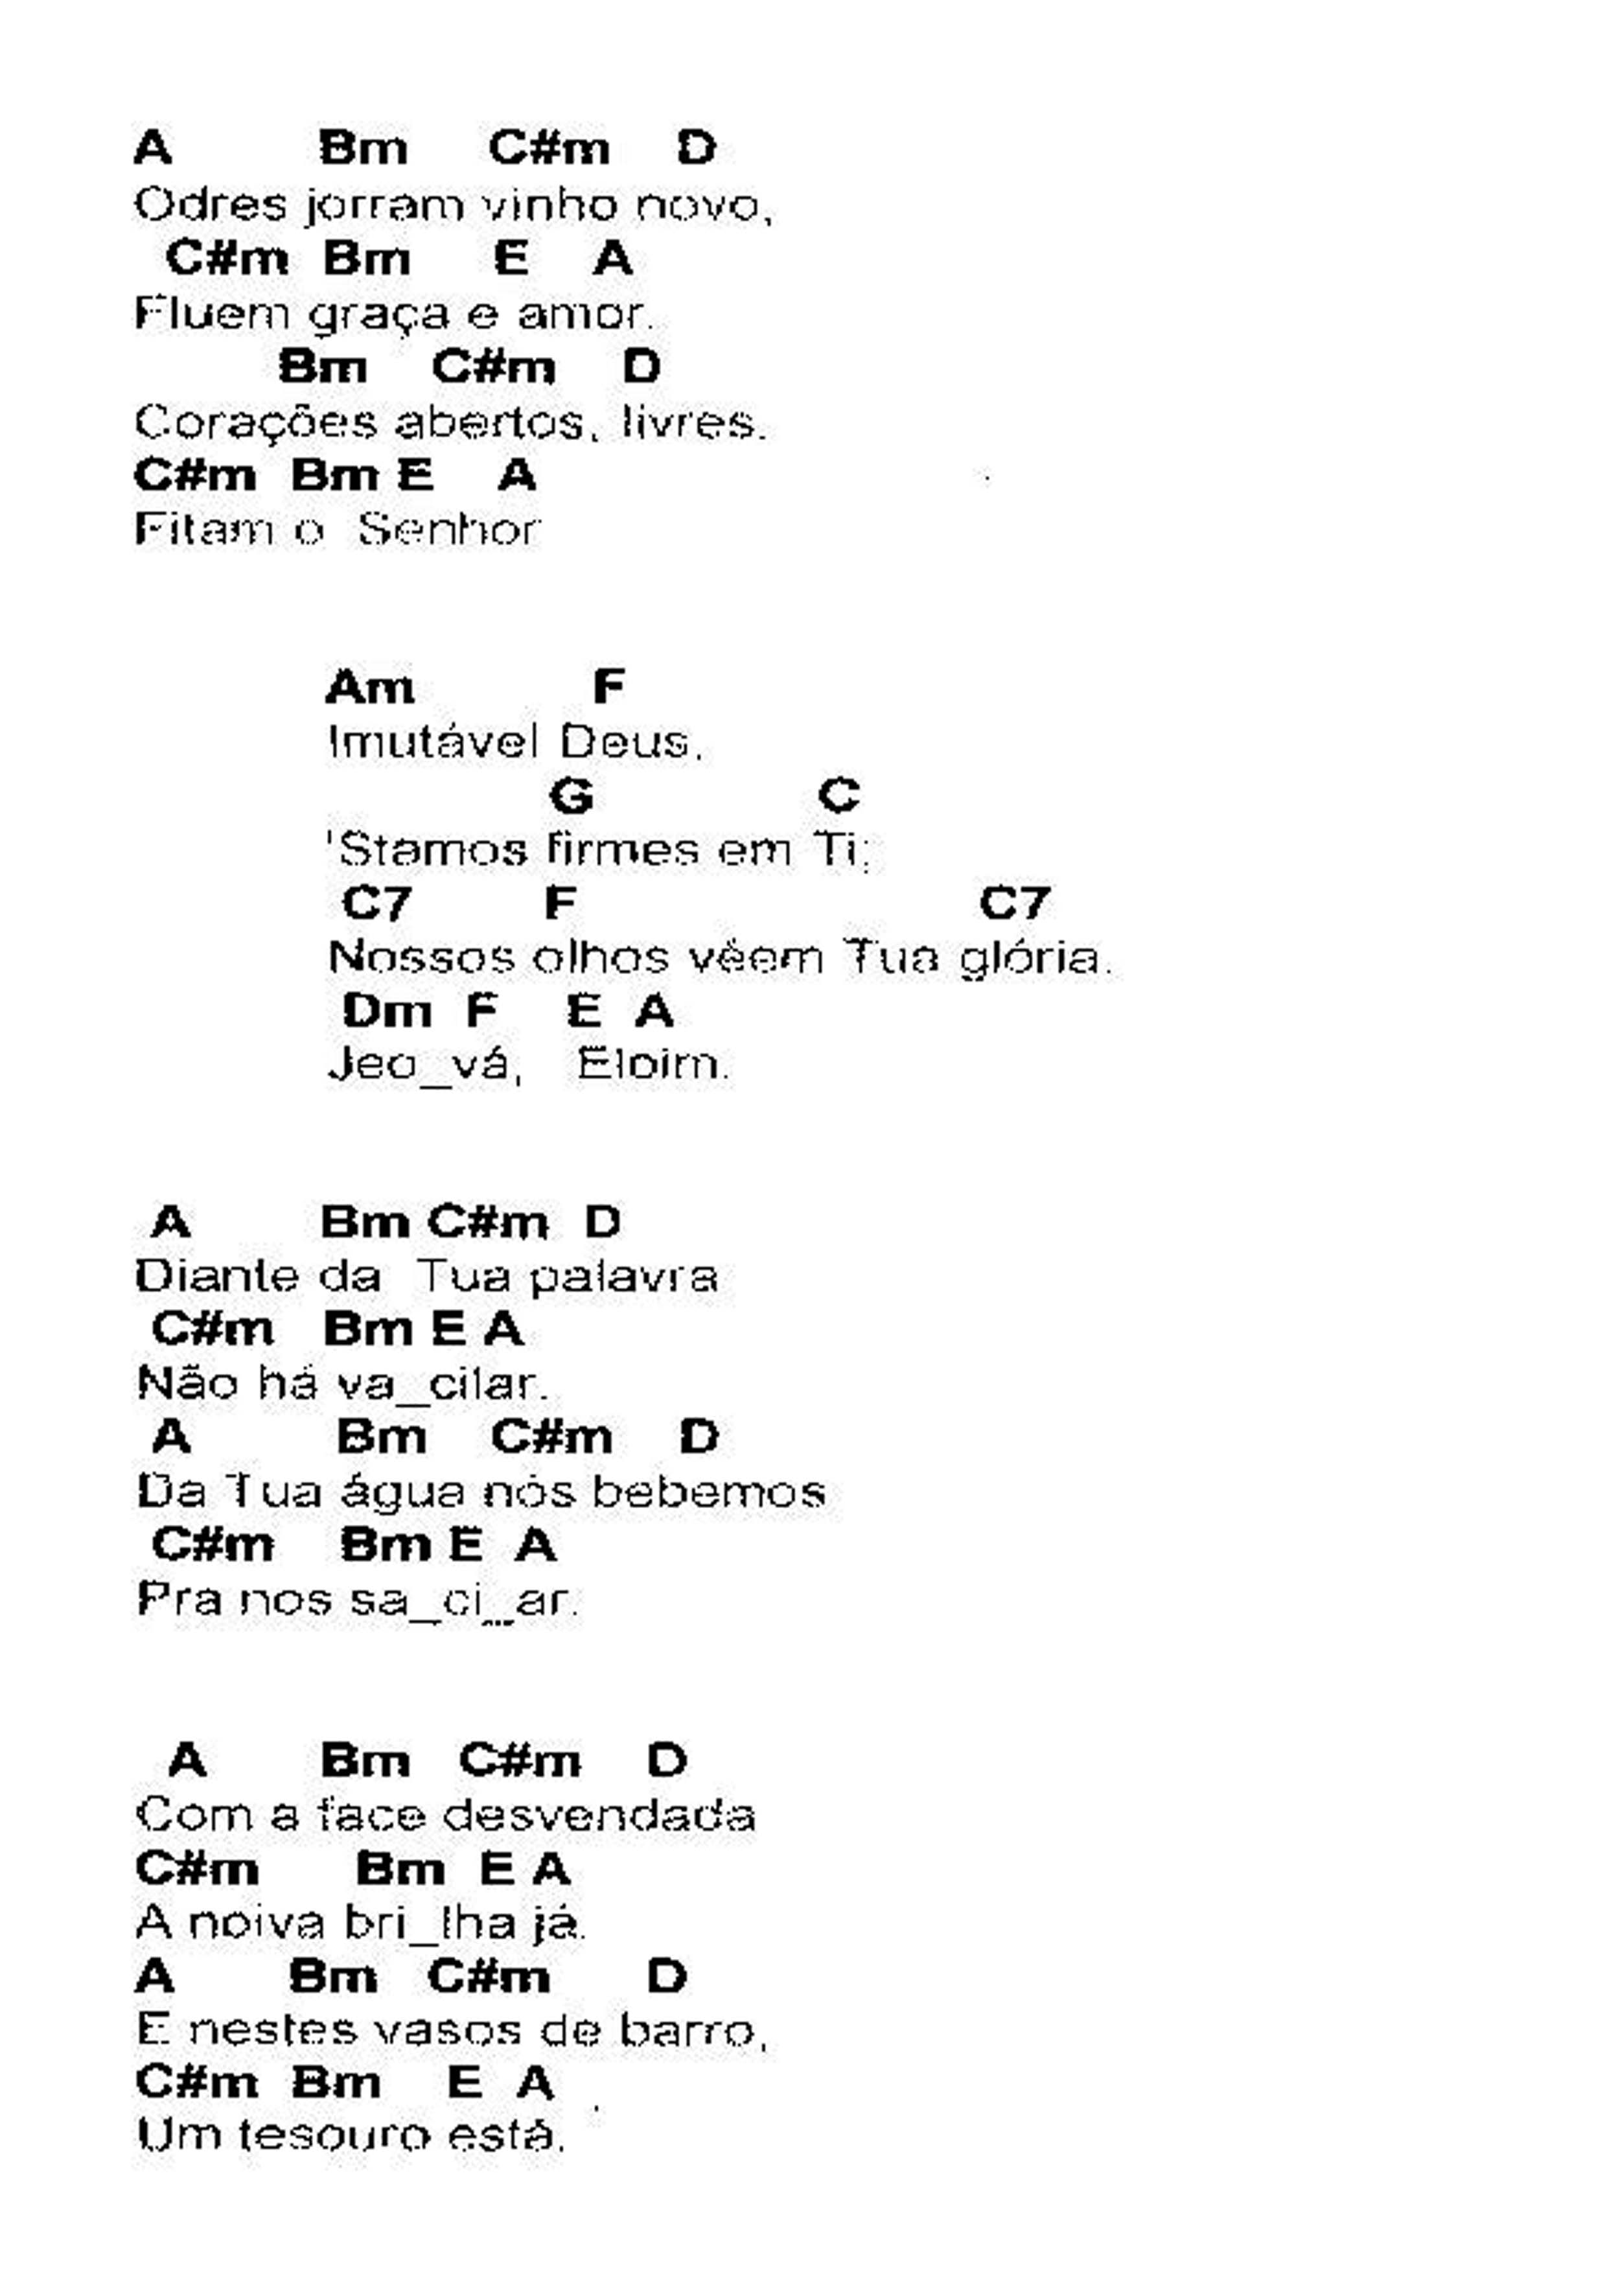 A Bm C#m D
Odres jorram vinho novo,
C#m Bm E A
Fluem graça e amor.
Bm C#m D
Corações abertos, livres.
C#m Bm E A
Fitam o Senhor
Am F
Imutável Deus,
G C
'Stamos firmes em Ti;
C7 F C7
Nossos olhos vêem Tua glória.
Dm F E A
Jeo_vá, Eloim.
A Bm C#m D
Diante da Tua palavra
C#m Bm E A
Não há va_cilar.
A Bm C#m D
Da Tua água nós bebemos
C#m Bm E A
Pra nos sa_ci_ar.
A Bm C#m D
Com a face desvendada
C#m Bm E A
A noiva bri_lha já.
A Bm C#m D
E nestes vasos de barro,
C#m Bm E A
Um tesouro está.